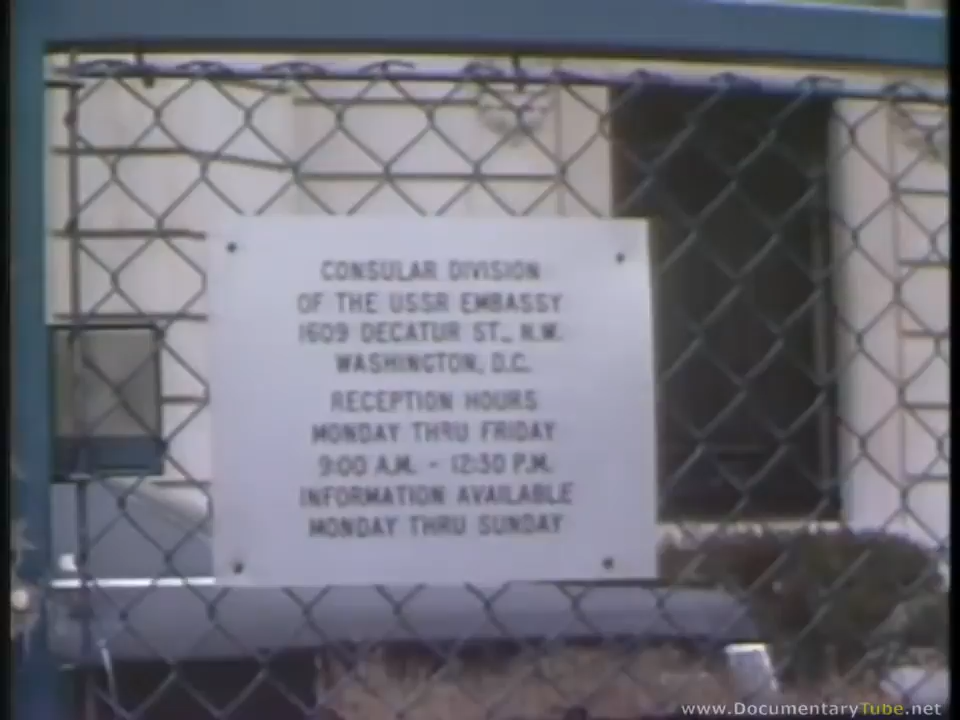 CONSULAR DIVISION
OF THE USSR EMBASSY
1609 DECATUR ST., N.W.
WASHINGTON, D.C.
RECEPTION HOURS
MONDAY THRU FRIDAY
9:00 A.M. - 12:30 P.M.
INFORMATION AVAILABLE
MONDAY THRU SUNDAY
www.DocumentaryTube.net